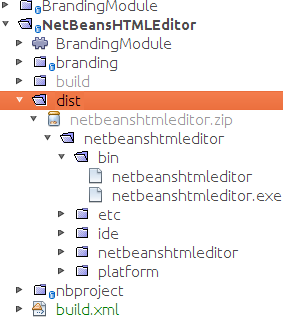 BrandingModule
NetBeansHTMLEditor
BrandingModule
branding
build
dist
netbeanshtmleditor.zip
netbeanshtmleditor
bin
netbeanshtmleditor
netbeanshtmleditor.exe
etc
ide
netbeanshtmleditor
platform
nbproject
build.xml